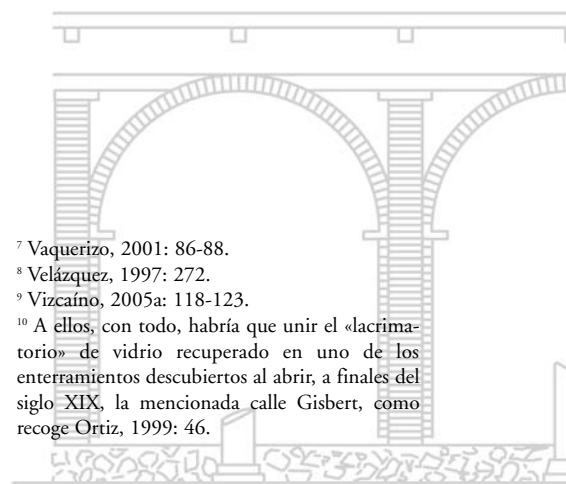 ⁷ Vaquerizo, 2001: 86-88.
⁸ Velázquez, 1997: 272.
⁹ Vizcaíno, 2005a: 118-123.
¹⁰ A ellos, con todo, habría que unir el «lacrima-
torio» de vidrio recuperado en uno de los
enterramientos descubiertos al abrir, a finales del
siglo XIX, la mencionada calle Gisbert, como
recoge Ortiz, 1999: 46.